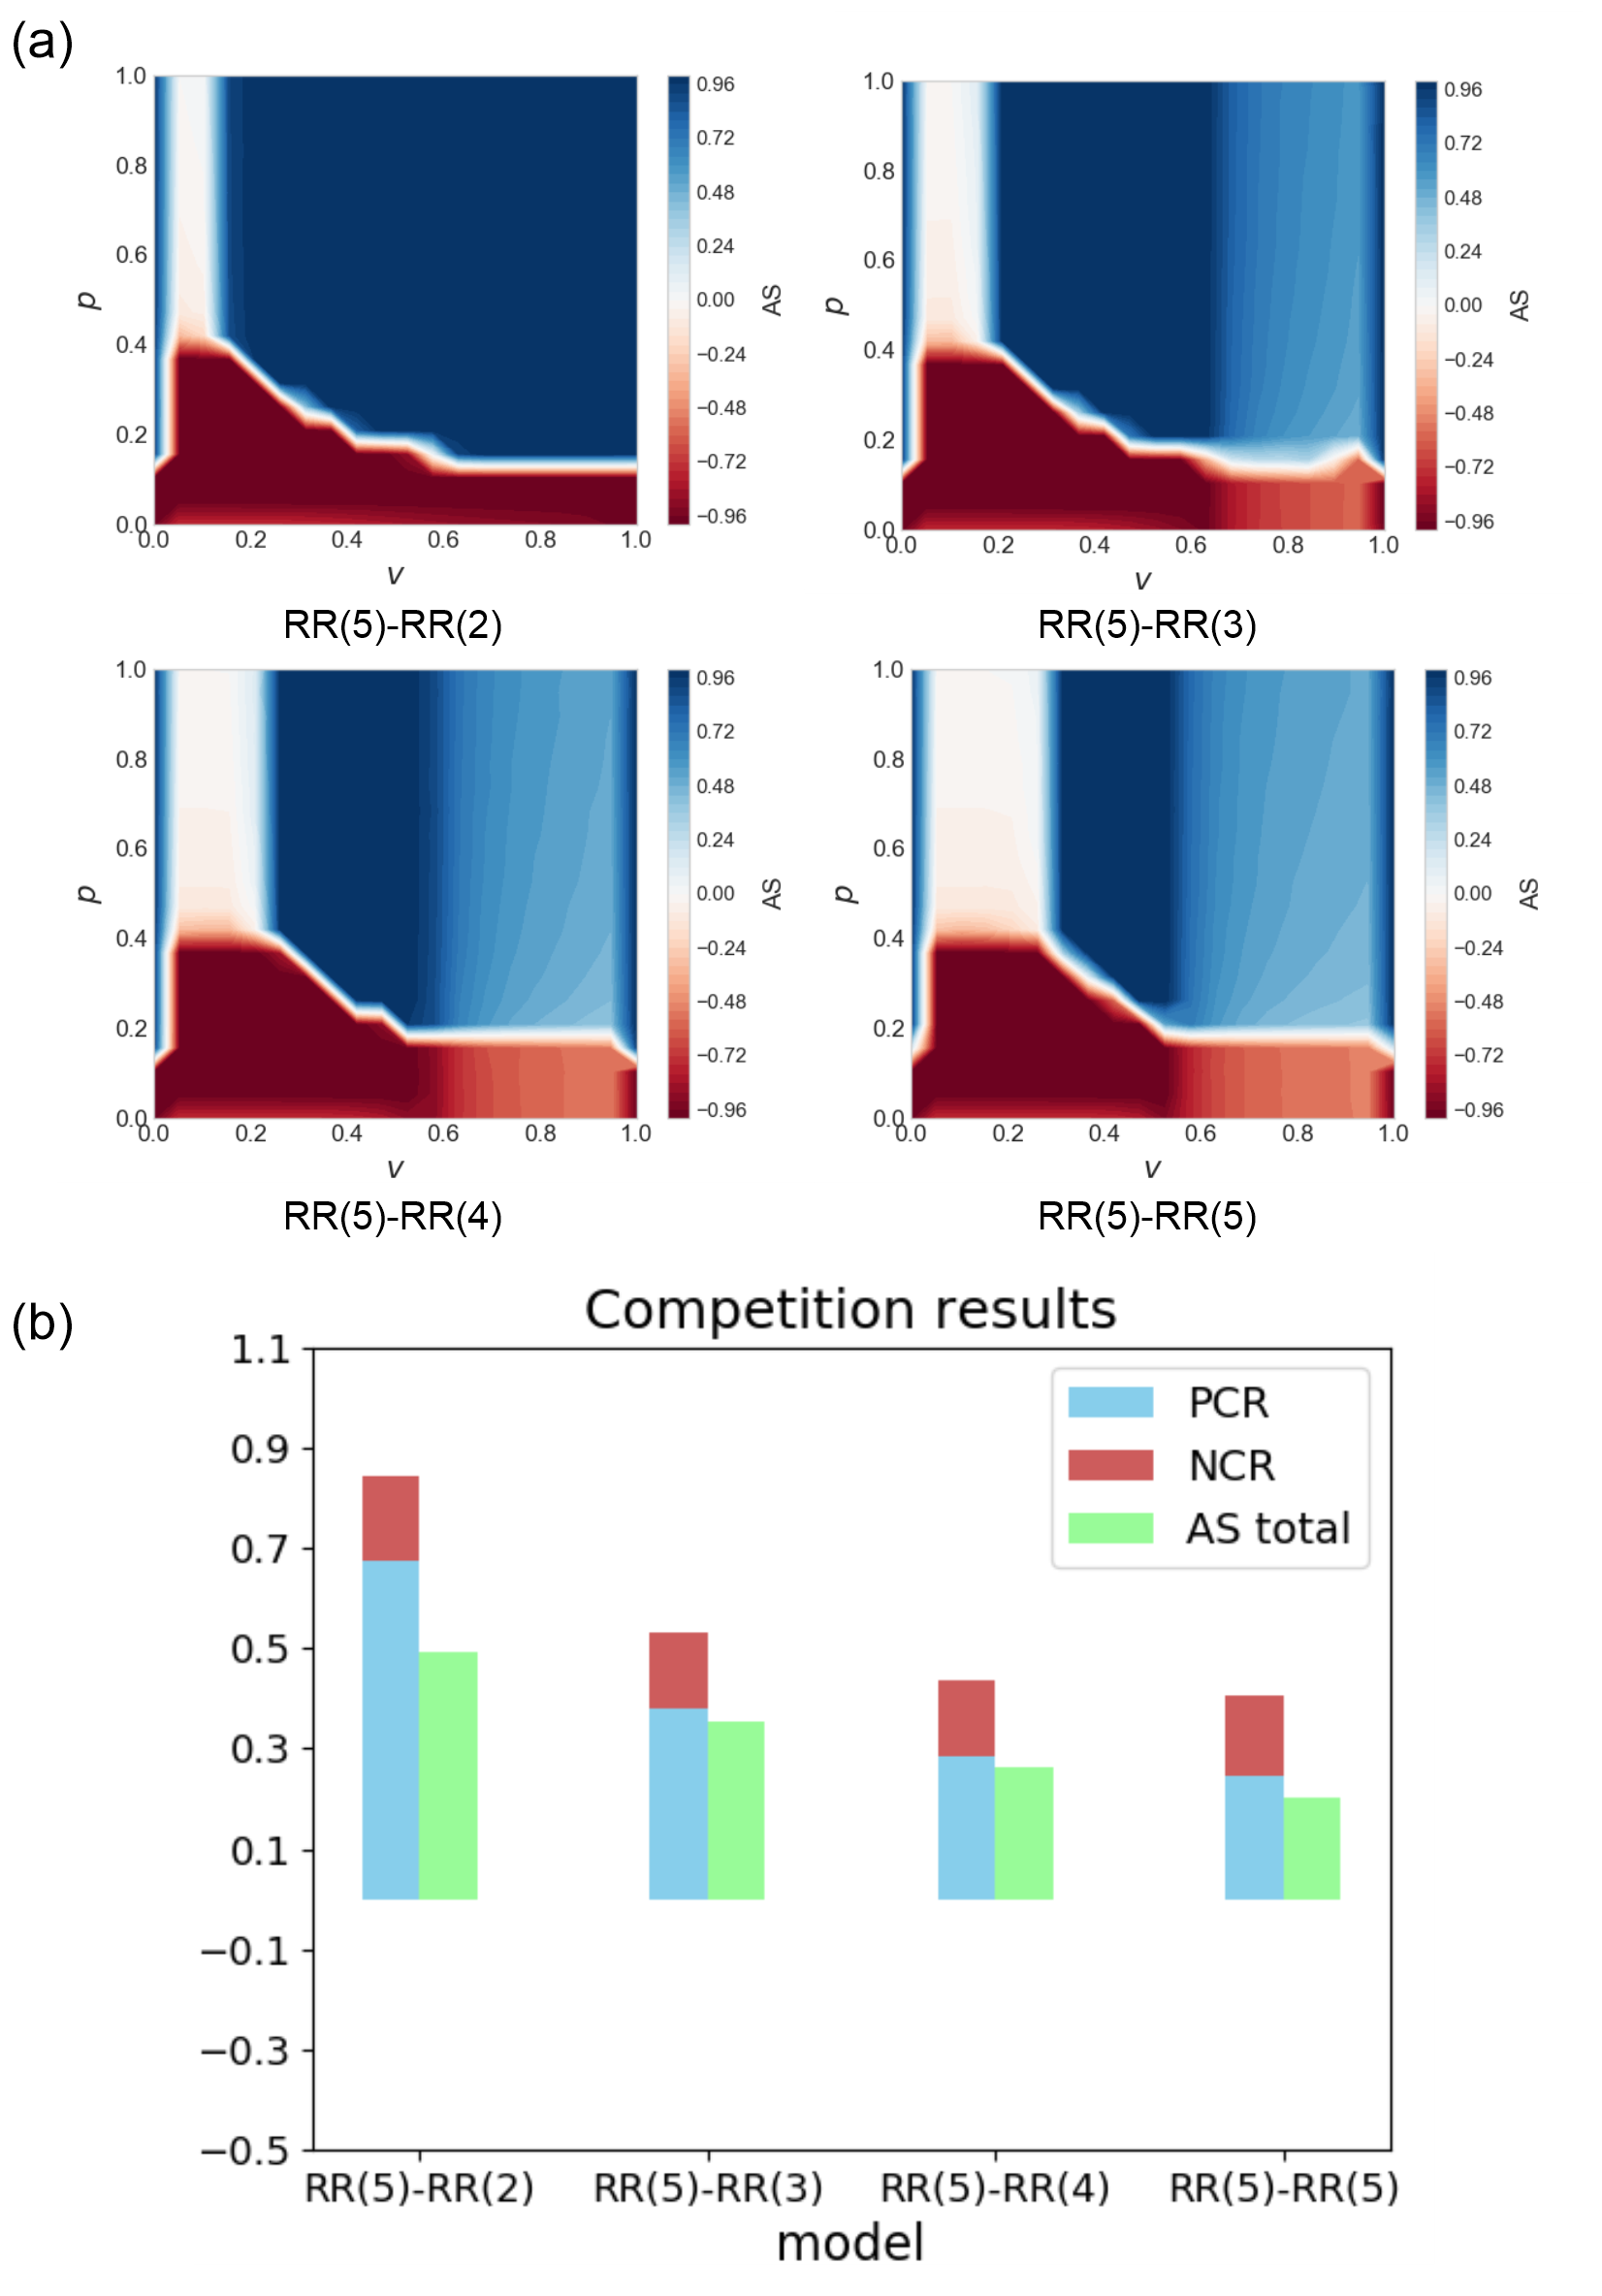 (a)
1.0
0.8
0.6
0.4
0.2
0.0
p
0.0 0.2 0.4 0.6 0.8 1.0
v
0.96
0.72
0.48
0.24
0.00
−0.24
−0.48
−0.72
−0.96
AS
RR(5)-RR(2)
1.0
0.8
0.6
0.4
0.2
0.0
p
0.0 0.2 0.4 0.6 0.8 1.0
v
0.96
0.72
0.48
0.24
0.00
−0.24
−0.48
−0.72
−0.96
AS
RR(5)-RR(3)
1.0
0.8
0.6
0.4
0.2
0.0
p
0.0 0.2 0.4 0.6 0.8 1.0
v
0.96
0.72
0.48
0.24
0.00
−0.24
−0.48
−0.72
−0.96
AS
RR(5)-RR(4)
1.0
0.8
0.6
0.4
0.2
0.0
p
0.0 0.2 0.4 0.6 0.8 1.0
v
0.96
0.72
0.48
0.24
0.00
−0.24
−0.48
−0.72
−0.96
AS
RR(5)-RR(5)
(b)
Competition results
1.1
0.9
0.7
0.5
0.3
0.1
−0.1
−0.3
−0.5
PCR
NCR
AS total
RR(5)-RR(2) RR(5)-RR(3) RR(5)-RR(4) RR(5)-RR(5)
model